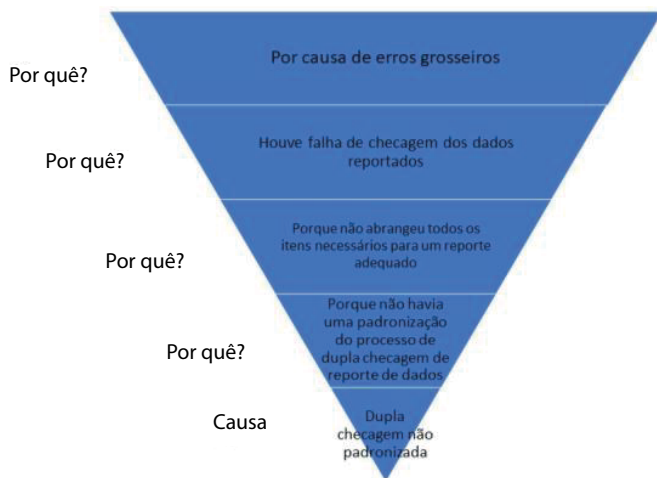 Por causa de erros grosseiros
Por quê?
Houve falha de checagem dos dados
reportados
Por quê?
Porque não abrangeu todos os
itens necessários para um reporte
adequado
Por quê?
Porque não havia
uma padronização
do processo de
dupla checagem de
reporte de dados
Por quê?
Causa
Dupla
checagem não
padronizada